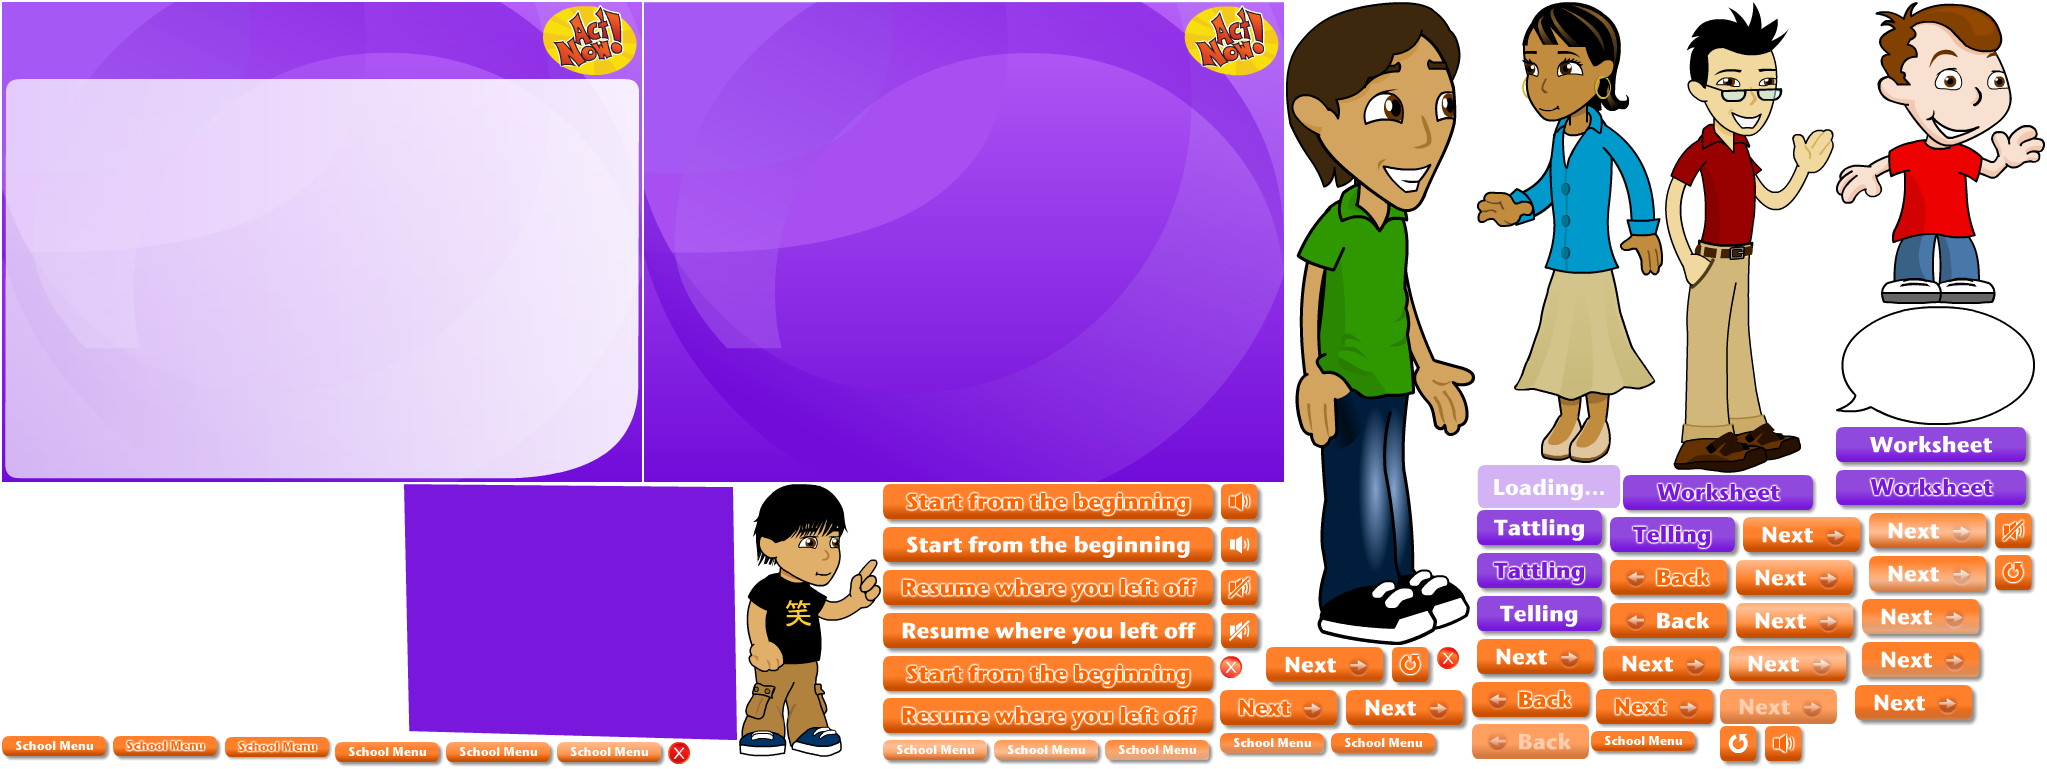 Act
Now!
Act
Now!
Worksheet
Loading...
Worksheet
Worksheet
Start from the beginning
Tattling
Telling
Next
Next
Start from the beginning
Tattling
Back
Next
Next
Resume where you left off
笑
Telling
Back
Next
Next
Resume where you left off
Next
Next
Next
Next
Start from the beginning
Next
Back
Next
Next
Next
Resume where you left off
Next
Next
School Menu
School Menu
School Menu
School Menu
School Menu
School Menu
School Menu
School Menu
School Menu
School Menu
School Menu
Back
School Menu